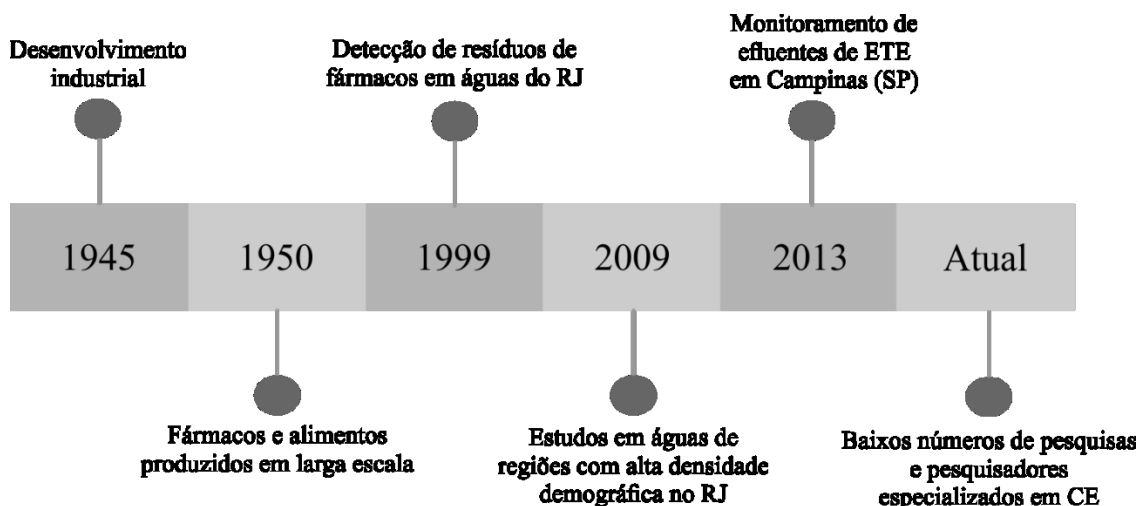 Desenvolvimento
industrial
Detecção de resíduos de
fármacos em águas do RJ
Monitoramento de
efluentes de ETE
em Campinas (SP)
1945
1950
1999
2009
2013
Atual
Fármacos e alimentos
produzidos em larga escala
Estudos em águas de
regiões com alta densidade
demográfica no RJ
Baixos números de pesquisas
e pesquisadores
especializados em CE